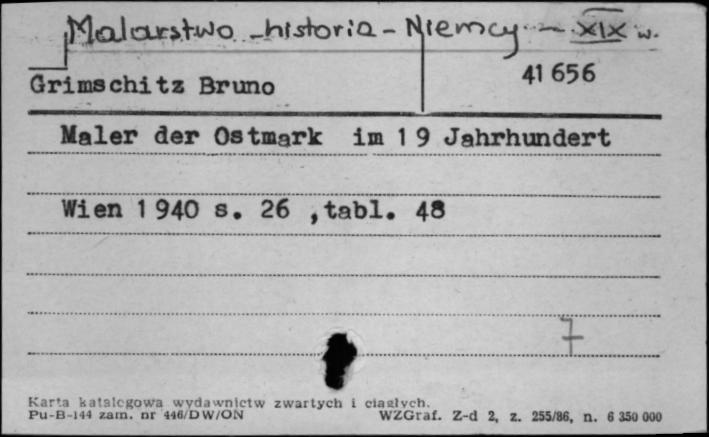 Malarstwo - historia - Niemcy - XIX w.
Grimschitz Bruno
41 656
Maler der Ostmark im 19 Jahrhundert
Wien 1940 s. 26 ,tabl. 48
7
Karta katalogowa wydawnictw zwartych i ciągłych.
Pu-B-144 zam. nr 446/DW/ON WZGraf. Z-d 2, z. 255/86, n. 6 350 000